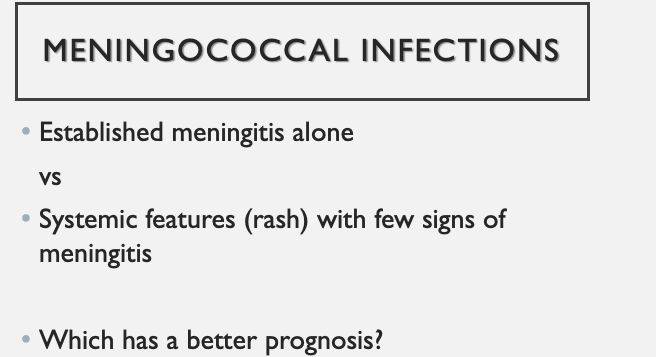 MENINGOCOCCAL INFECTIONS
• Established meningitis alone
vs
• Systemic features (rash) with few signs of
meningitis
• Which has a better prognosis?